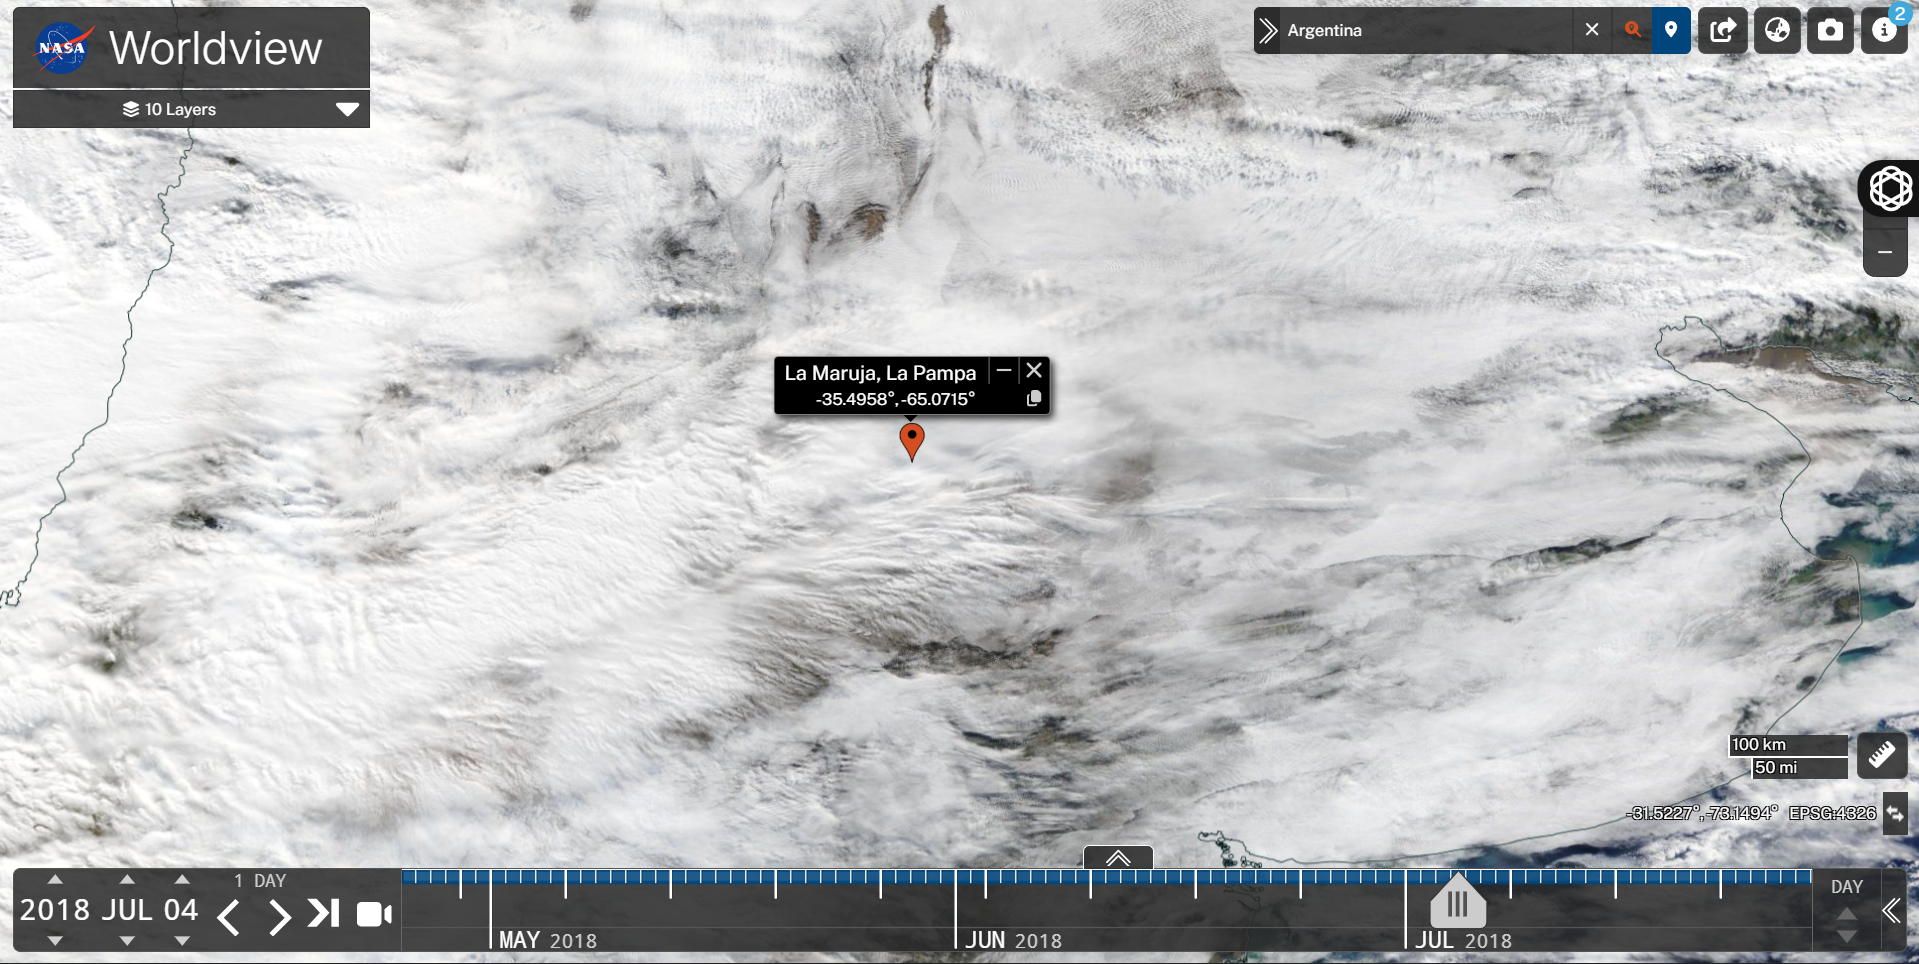 NASA Worldview
10 Layers
Argentina
2
La Maruja, La Pampa
-35.4958°, -65.0715°
100 km
50 mi
-31.5227°, -73.1494° EPSG:4326
1 DAY
2018 JUL 04
MAY 2018
JUN 2018
JUL 2018
DAY